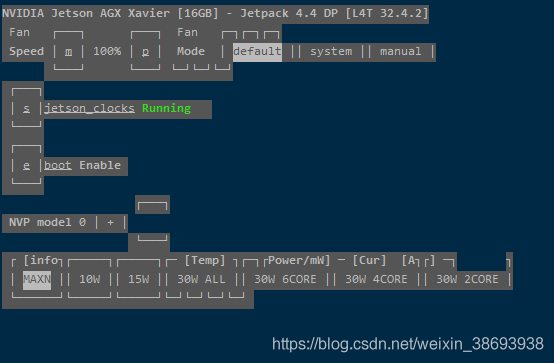 NVIDIA Jetson AGX Xavier [16GB] - Jetpack 4.4 DP [L4T 32.4.2]
Fan Fan
Speed m 100% p Mode default system manual
s jetson_clocks Running
e boot Enable
NVP model 0 +
[info [Temp] Power/mW] [Cur] [A
MAXN 10W 15W 30W ALL 30W 6CORE 30W 4CORE 30W 2CORE
https://blog.csdn.net/weixin_38693938